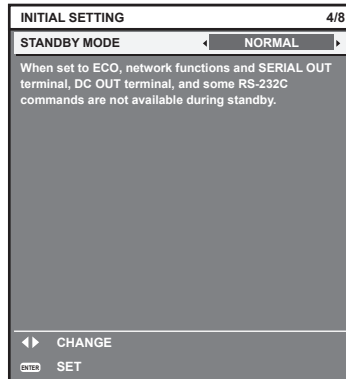 INITIAL SETTING 4/8
STANDBY MODE NORMAL
When set to ECO, network functions and SERIAL OUT
terminal, DC OUT terminal, and some RS-232C
commands are not available during standby.
CHANGE
ENTER SET